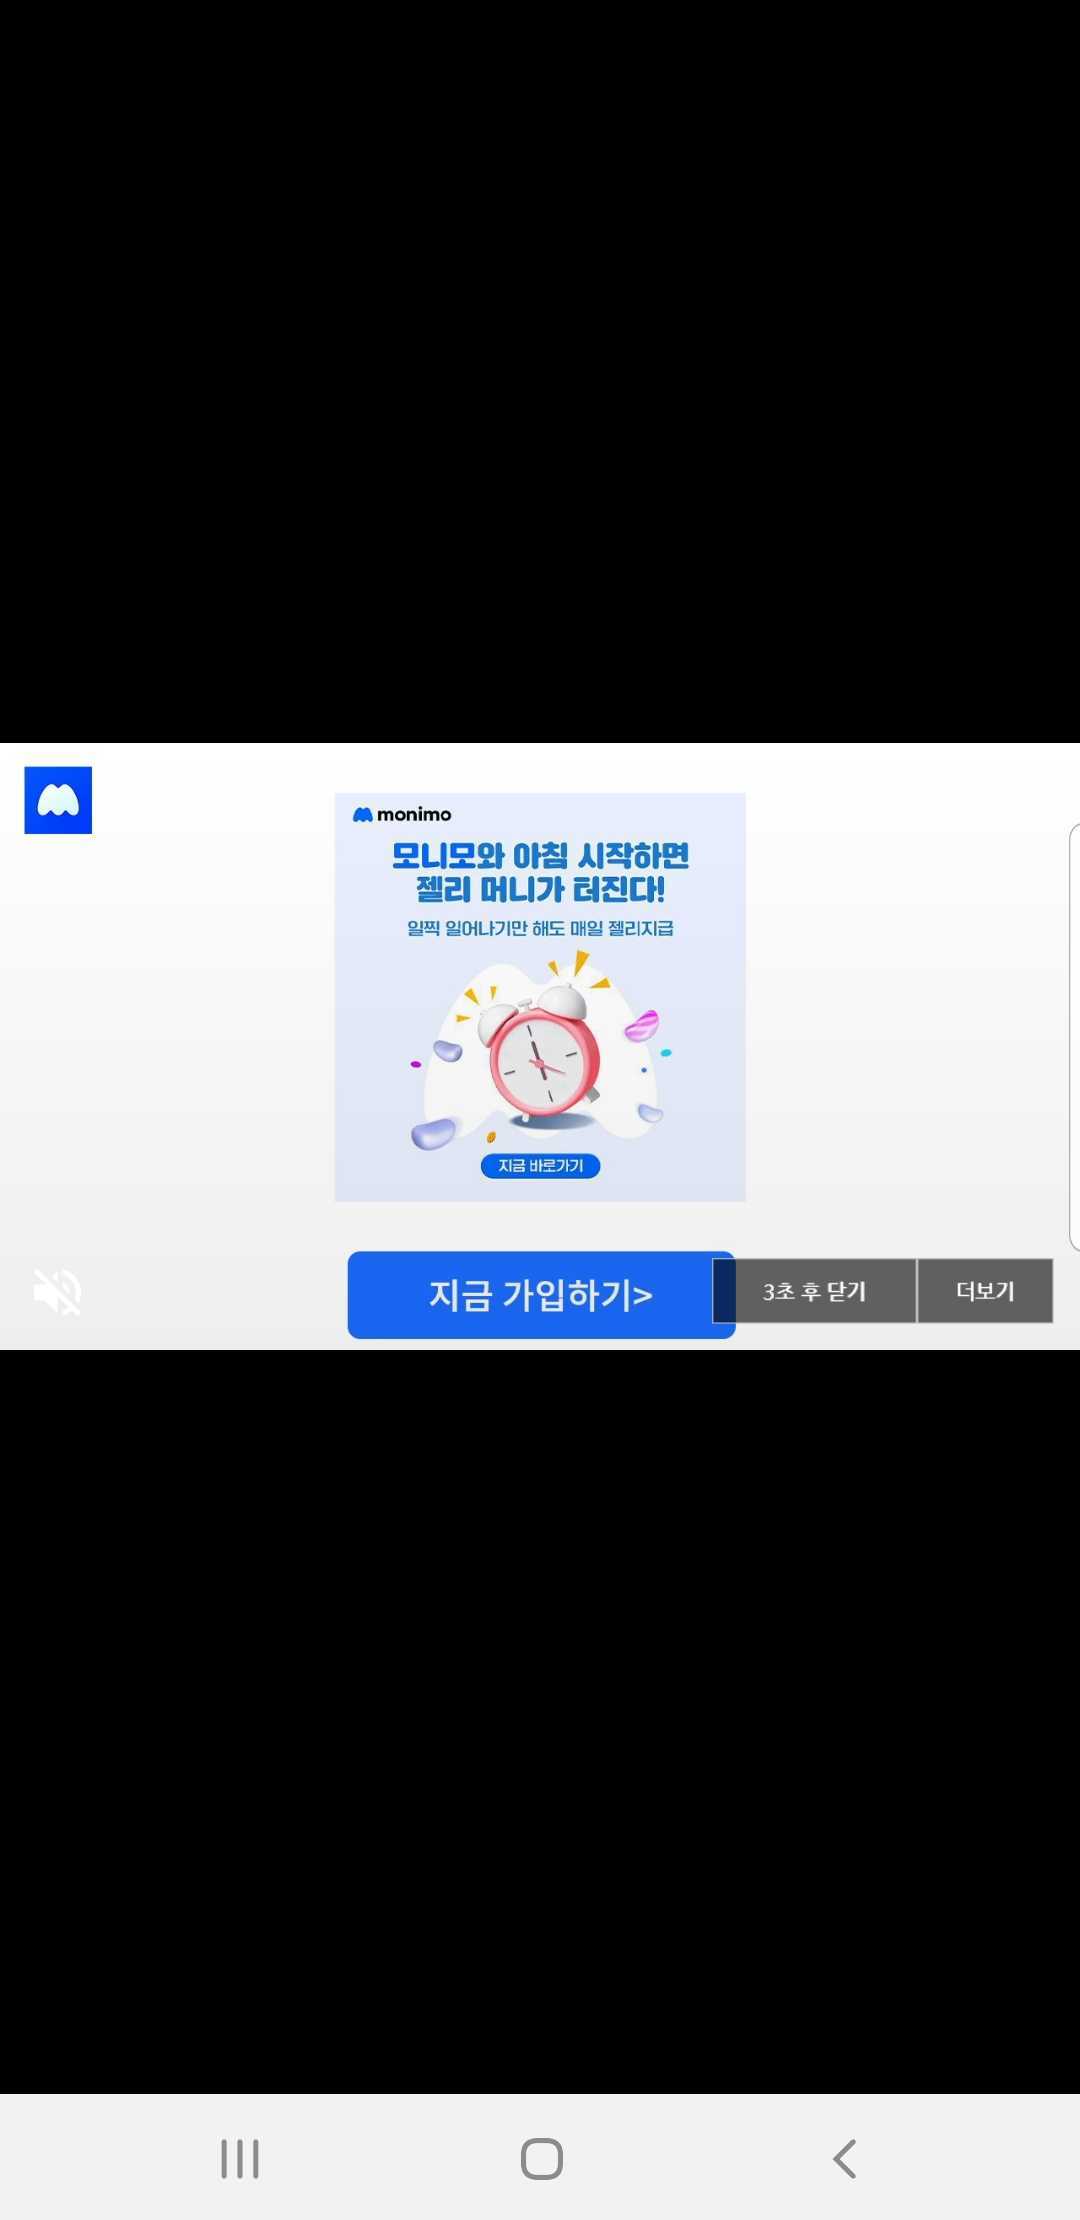 monimo
모니모와 아침 시작하면
젤리 머니가 터진다!
일찍 일어나기만 해도 매일 젤리지급
지금 바로가기
지금 가입하기>
3초 후 닫기
더보기